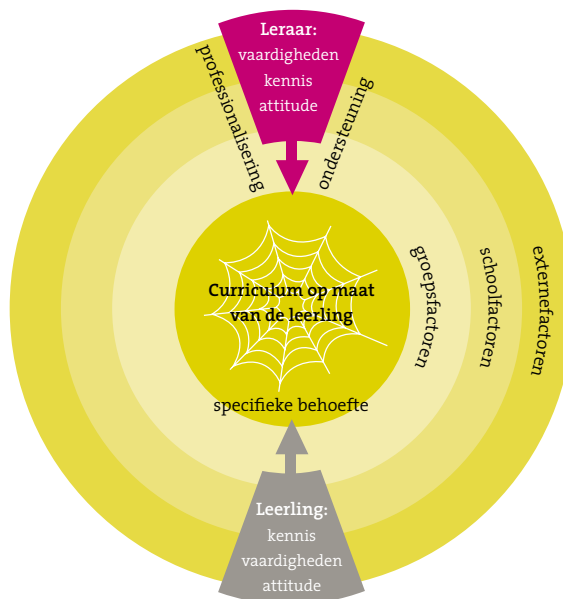 Leraar:
vaardigheden
kennis
attitude
professionalisering
ondersteuning
Curriculum op maat
van de leerling
groepsfactoren
schoolfactoren
externefactoren
specifieke behoefte
Leerling:
kennis
vaardigheden
attitude